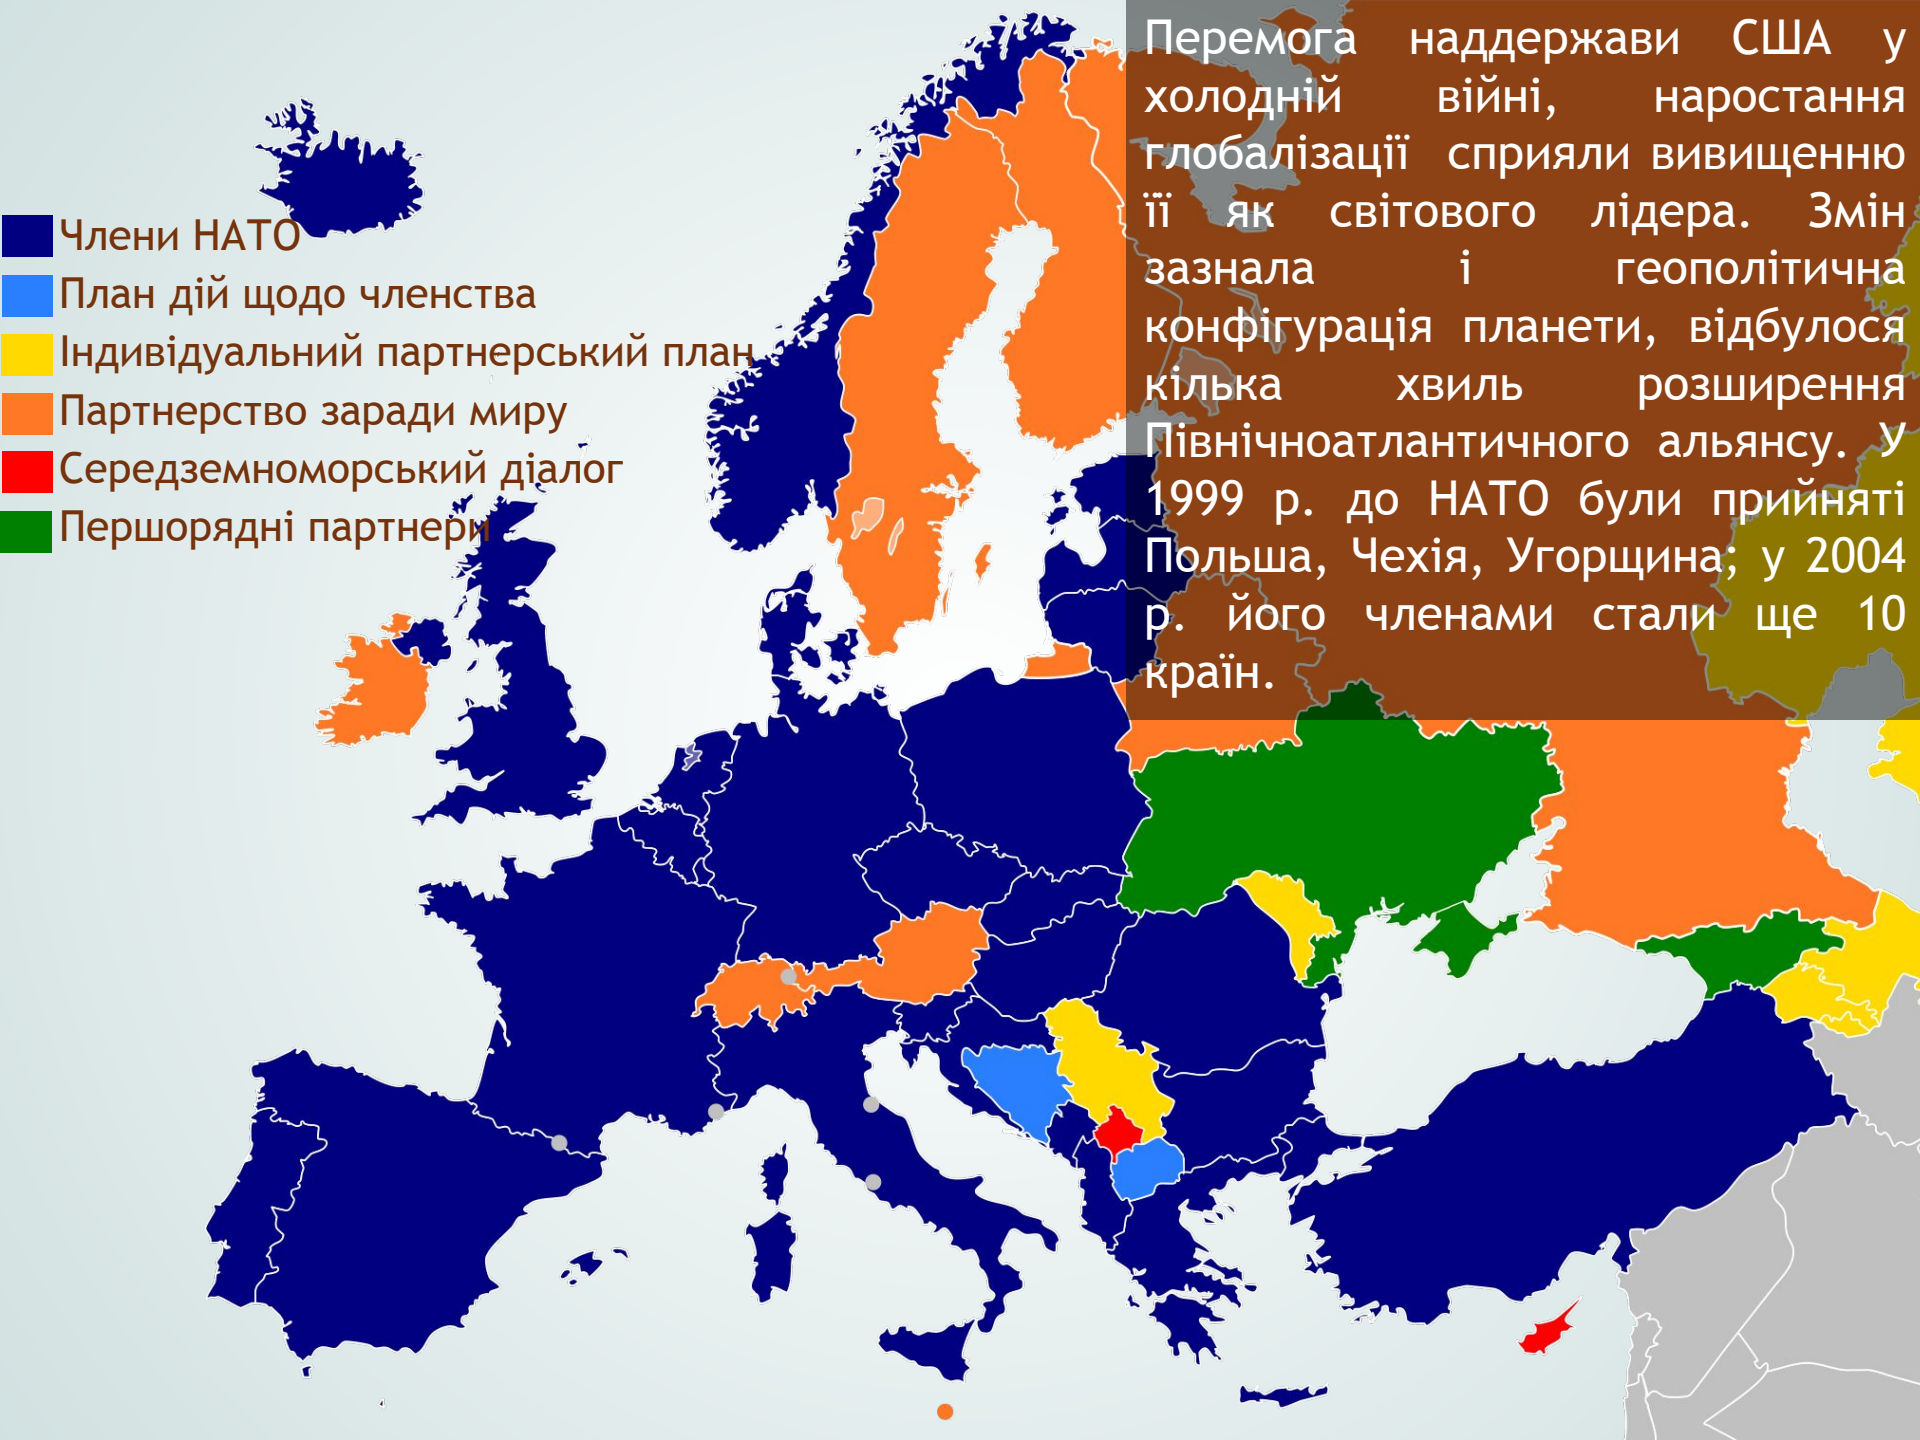 Перемога наддержави США у
холодній війні, наростання
глобалізації сприяли вивищенню
її як світового лідера. Змін
зазнала і геополітична
конфігурація планети, відбулося
кілька хвиль розширення
Північноатлантичного альянсу. У
1999 р. до НАТО були прийняті
Польша, Чехія, Угорщина; у 2004
р. його членами стали ще 10
країн.
Члени НАТО
План дій щодо членства
Індивідуальний партнерський план
Партнерство заради миру
Середземноморський діалог
Першорядні партнери